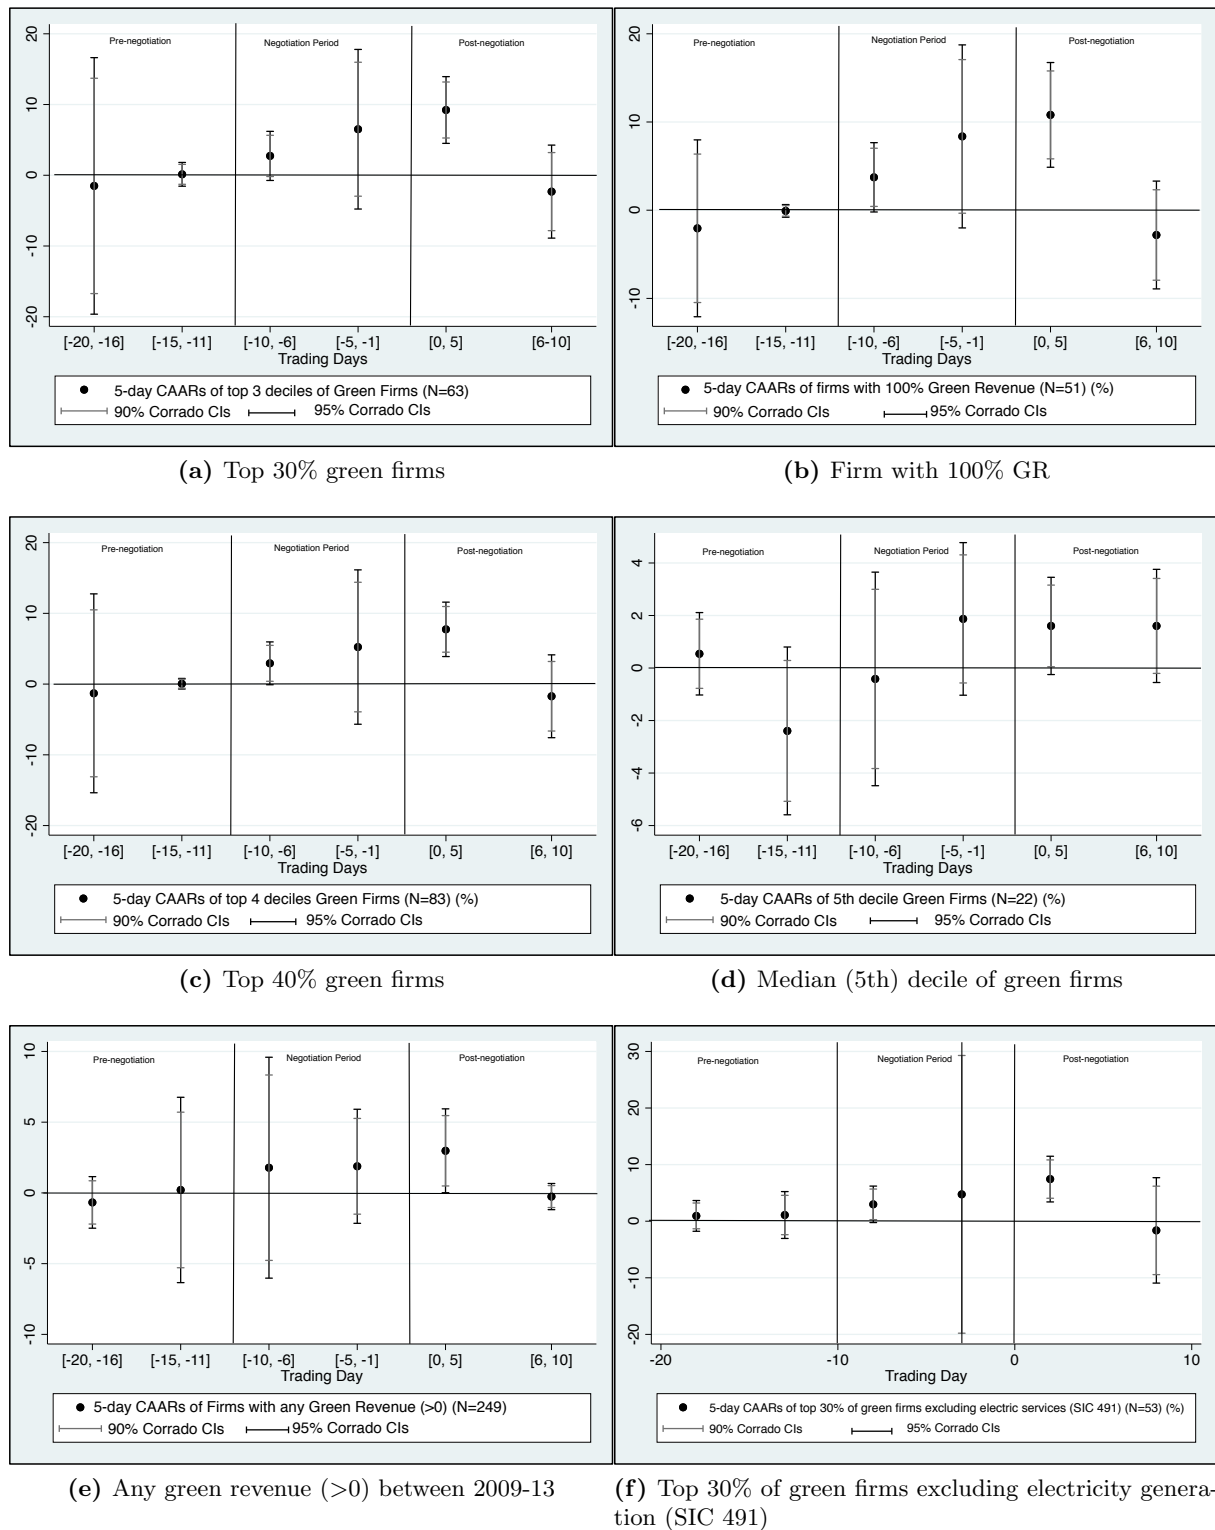 Pre-negotiation Negotiation Period Post-negotiation
20
10
0
-10
-20
[-20, -16] [-15, -11] [-10, -6] [-5, -1] [0, 5] [6-10]
Trading Days
5-day CAARs of top 3 deciles of Green Firms (N=63)
90% Corrado CIs 95% Corrado CIs
(a) Top 30% green firms
Pre-negotiation Negotiation Period Post-negotiation
20
10
0
-10
[-20, -16] [-15, -11] [-10, -6] [-5, -1] [0, 5] [6, 10]
Trading Days
5-day CAARs of firms with 100% Green Revenue (N=51) (%)
90% Corrado CIs 95% Corrado CIs
(b) Firm with 100% GR
Pre-negotiation Negotiation Period Post-negotiation
20
10
0
-10
-20
[-20, -16] [-15, -11] [-10, -6] [-5, -1] [0, 5] [6, 10]
Trading Days
5-day CAARs of top 4 deciles Green Firms (N=83) (%)
90% Corrado CIs 95% Corrado CIs
(c) Top 40% green firms
Pre-negotiation Negotiation Period Post-negotiation
4
2
0
-2
-4
-6
[-20, -16] [-15, -11] [-10, -6] [-5, -1] [0, 5] [6, 10]
Trading Days
5-day CAARs of 5th decile Green Firms (N=22) (%)
90% Corrado CIs 95% Corrado CIs
(d) Median (5th) decile of green firms
Pre-negotiation Negotiation Period Post-negotiation
10
5
0
-5
-10
[-20, -16] [-15, -11] [-10, -6] [-5, -1] [0, 5] [6, 10]
Trading Day
5-day CAARs of Firms with any Green Revenue (>0) (N=249)
90% Corrado CIs 95% Corrado CIs
(e) Any green revenue (>0) between 2009-13
Pre-negotiation Negotiation Period Post-negotiation
30
20
10
0
-10
-20
-20 -10 0 10
Trading Day
5-day CAARs of top 30% of green firms excluding electric services (SIC 491) (N=53) (%)
90% Corrado CIs 95% Corrado CIs
(f) Top 30% of green firms excluding electricity genera-
tion (SIC 491)